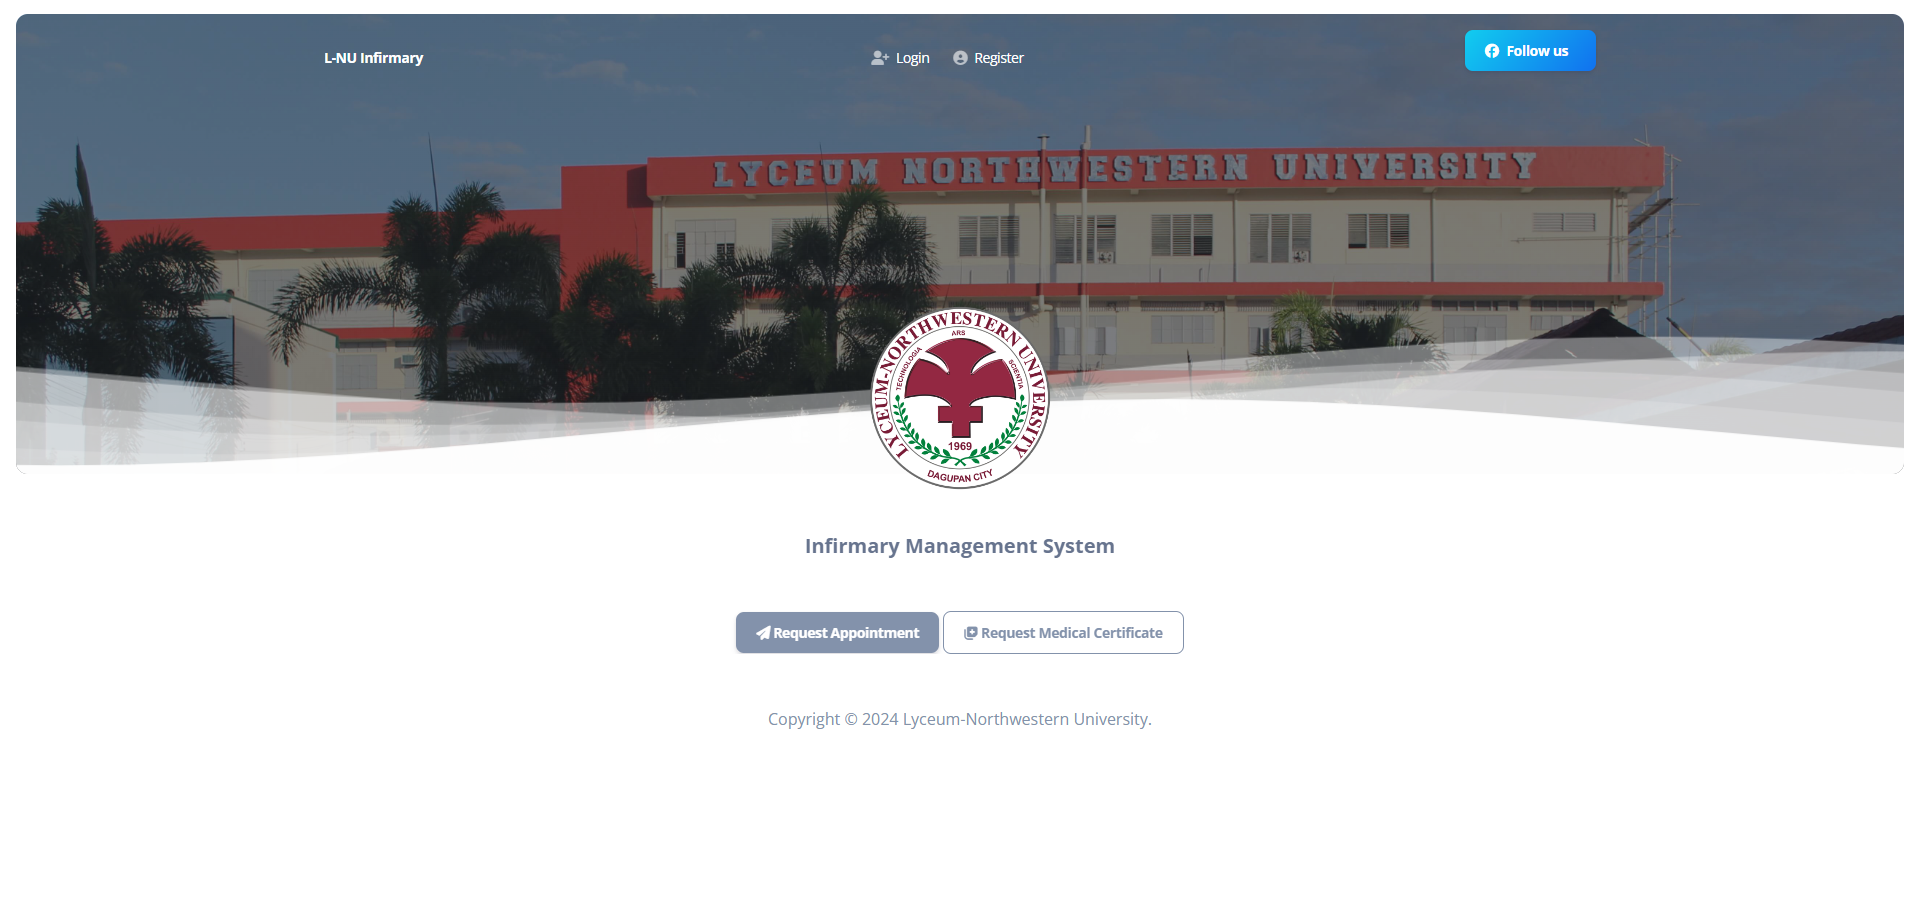 L-NU Infirmary
Login
Register
Follow us
LYCEUM NORTHWESTERN UNIVERSITY
LYCEUM-NORTHWESTERN UNIVERSITY
ARS
TECHNOLOGIA
SCIENTIA
1969
DAGUPAN CITY
Infirmary Management System
Request Appointment
Request Medical Certificate
Copyright © 2024 Lyceum-Northwestern University.